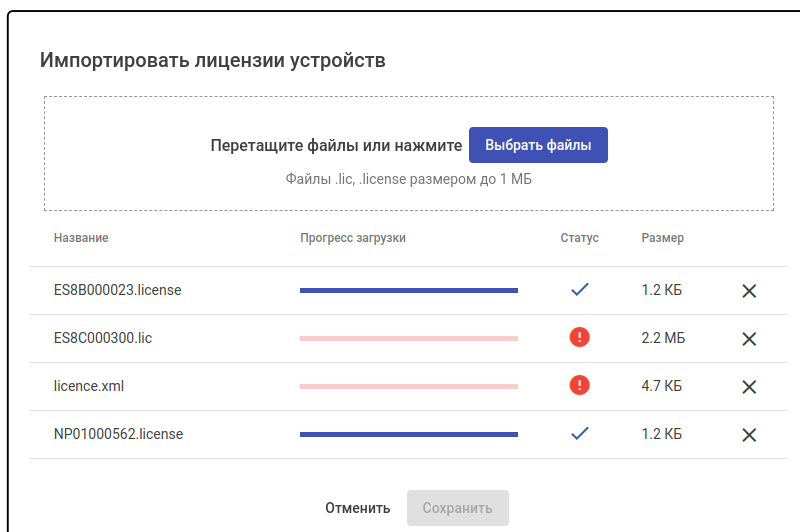 Импортировать лицензии устройств
Перетащите файлы или нажмите Выбрать файлы
Файлы .lic, .license размером до 1 МБ
Название Прогресс загрузки Статус Размер
ES8B000023.license 1.2 КБ
ES8C000300.lic 2.2 МБ
licence.xml 4.7 КБ
NP01000562.license 1.2 КБ
Отменить Сохранить